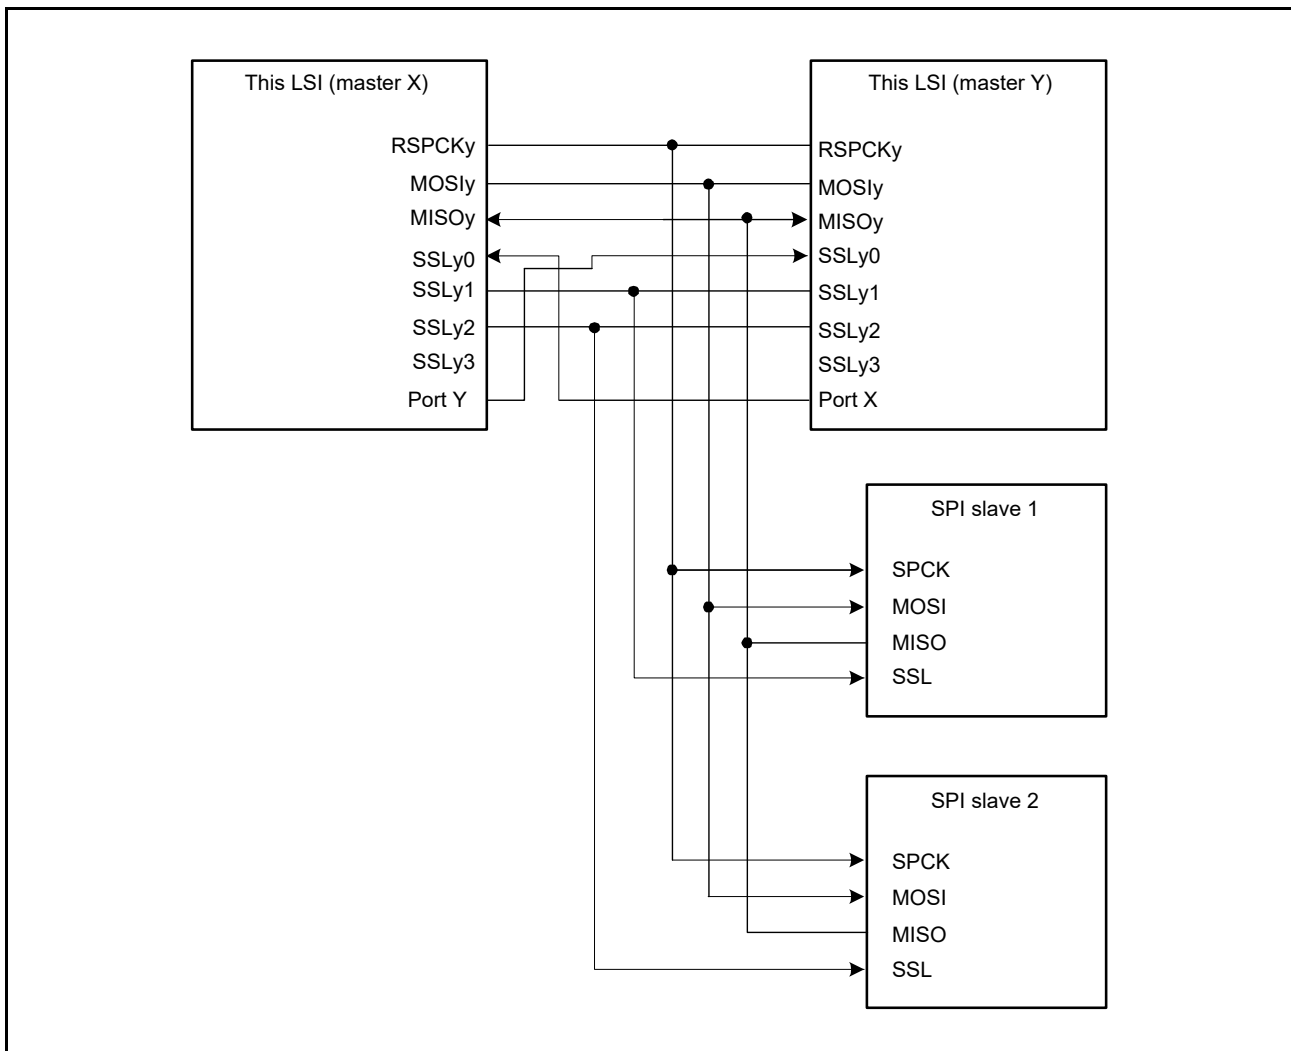 This LSI (master X)
RSPCKy
MOSIy
MISOy
SSLy0
SSLy1
SSLy2
SSLy3
Port Y
This LSI (master Y)
RSPCKy
MOSIy
MISOy
SSLy0
SSLy1
SSLy2
SSLy3
Port X
SPI slave 1
SPCK
MOSI
MISO
SSL
SPI slave 2
SPCK
MOSI
MISO
SSL